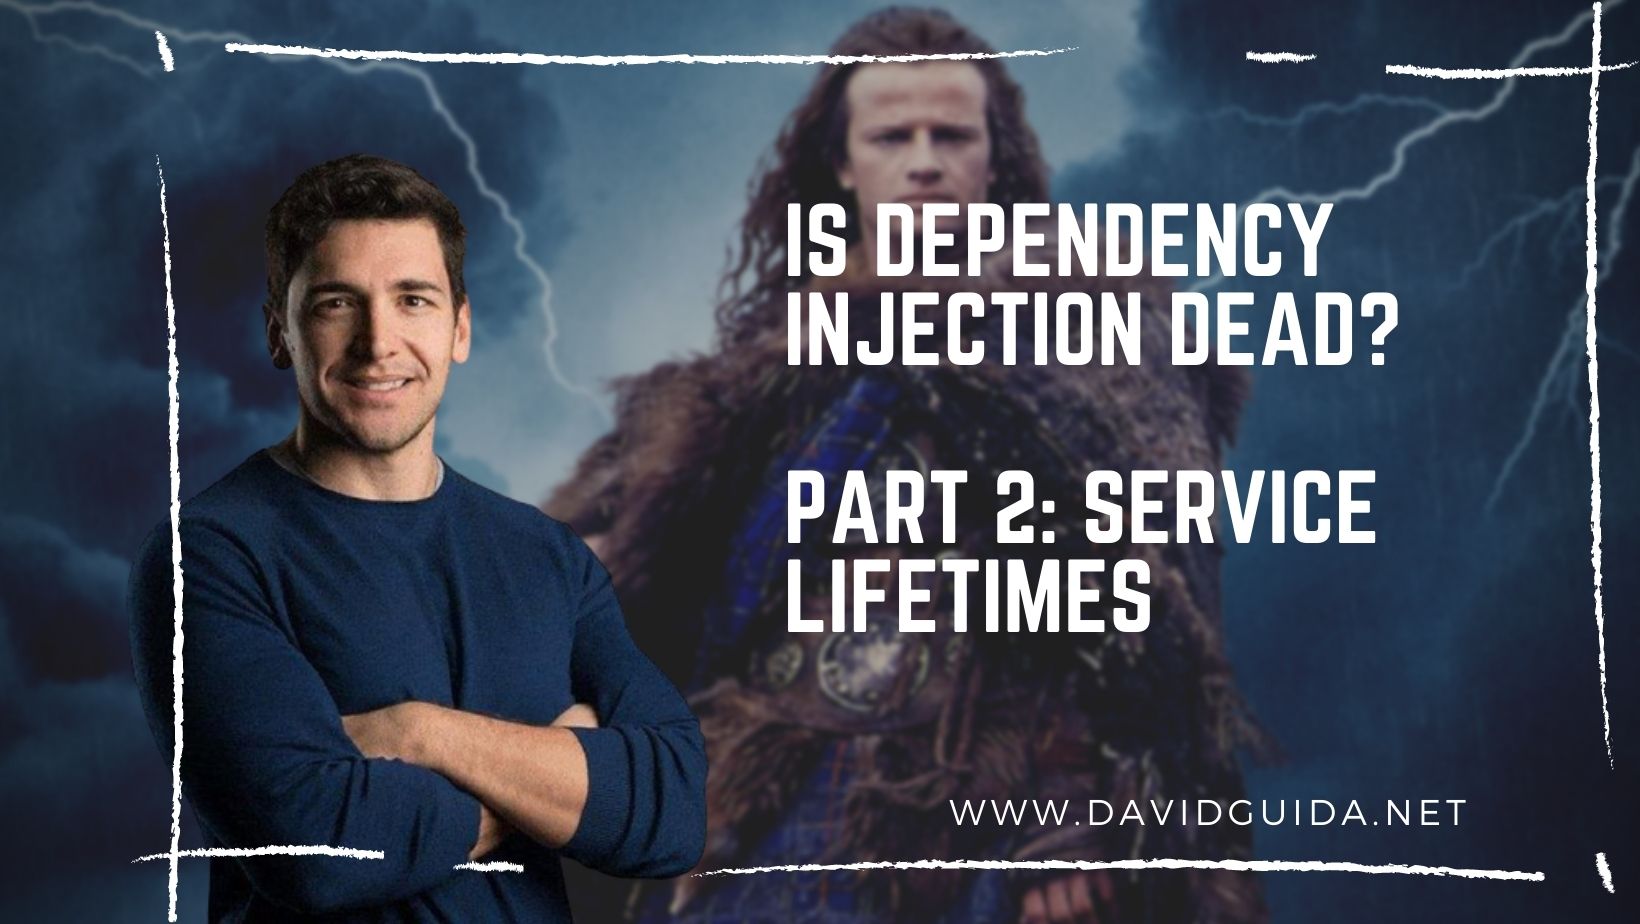 IS DEPENDENCY
INJECTION DEAD?
PART 2: SERVICE
LIFETIMES
WWW.DAVIDGUIDA.NET